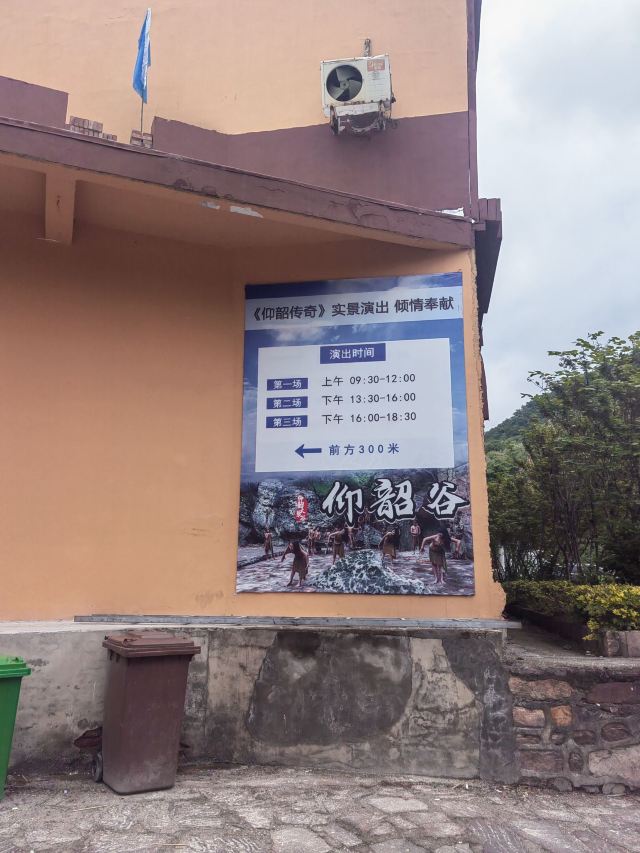 《仰韶传奇》实景演出 倾情奉献
演出时间
第一场 上午 09:30-12:00
第二场 下午 13:30-16:00
第三场 下午 16:00-18:30
前方300米
仰韶谷